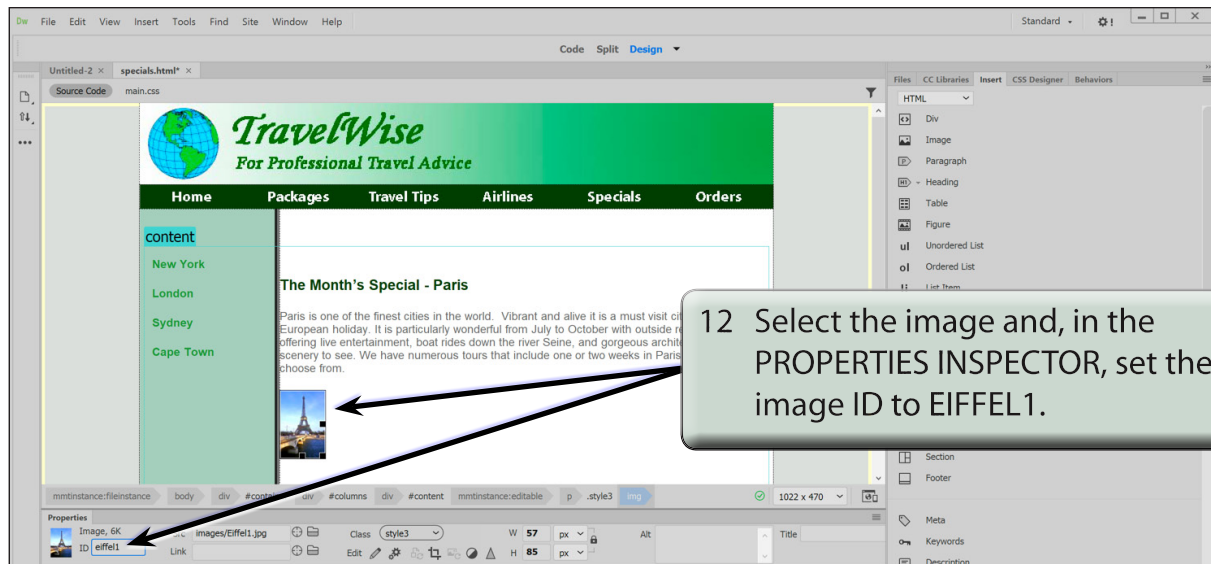 Dw File Edit View Insert Tools Find Site Window Help Standard
Code Split Design
Untitled-2 × specials.html* ×
Source Code main.css
TravelWise
For Professional Travel Advice
Home Packages Travel Tips Airlines Specials Orders
content
New York
London
Sydney
Cape Town
The Month's Special - Paris
Paris is one of the finest cities in the world. Vibrant and alive it is a must visit
European holiday. It is particularly wonderful from July to October with outside
offering live entertainment, boat rides down the river Seine, and gorgeous
scenery to see. We have numerous tours that include one or two weeks in Paris
choose from.
12 Select the image and, in the
PROPERTIES INSPECTOR, set the
image ID to EIFFEL1.
Files CC Libraries Insert CSS Designer Behaviors
HTML
Div
Image
Paragraph
Heading
Table
Figure
ul Unordered List
ol Ordered List
List Item
Section
Footer
Meta
Keywords
Description
mmtinstance:fileinstance body div div #columns div #content mmtinstance:editable p .style3 img 1022 x 470
Properties
Image, 6K images/Eiffel1.jpg Class style3 W 57 px Alt Title
ID eiffel1 Link Edit H 85 px